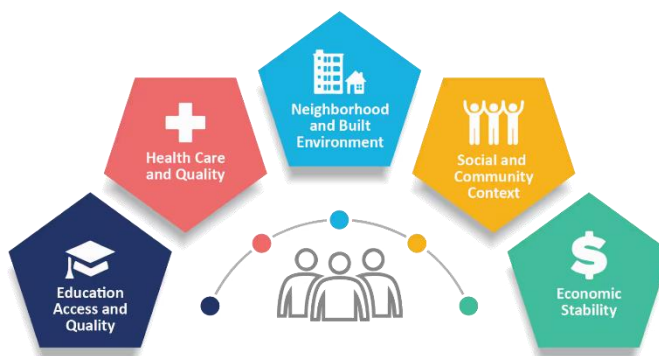 Education
Access and
Quality
Health Care
and Quality
Neighborhood
and Built
Environment
Social and
Community
Context
$
Economic
Stability